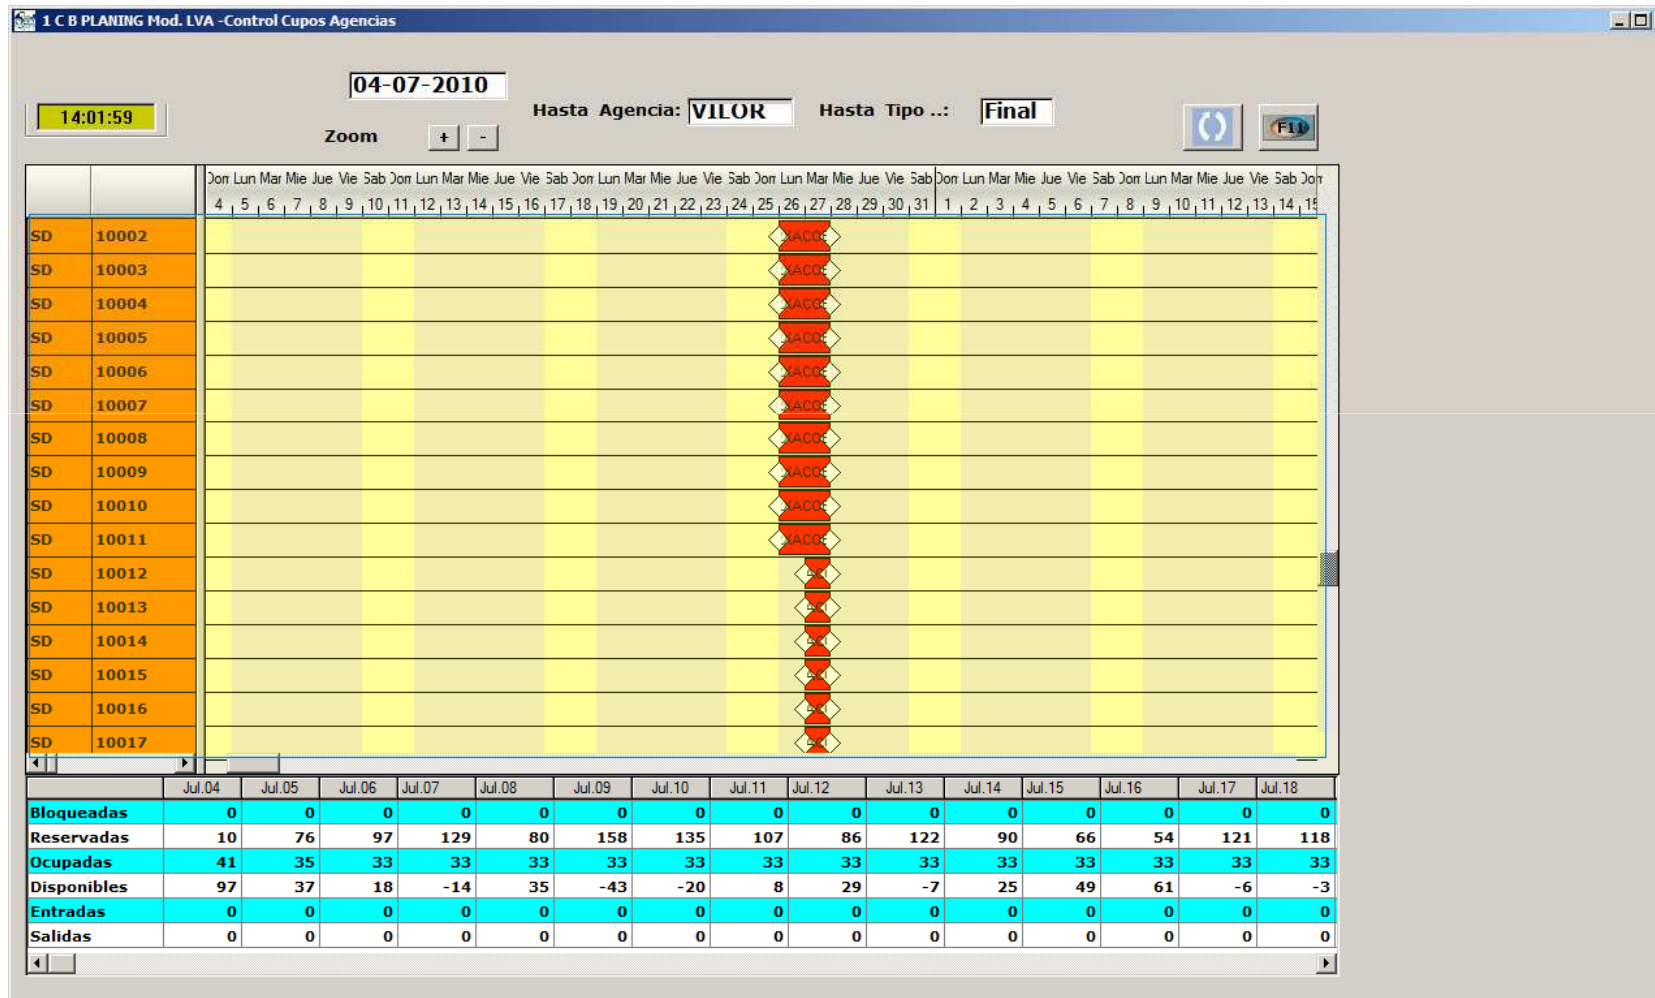 1 C B PLANING Mod. LVA -Control Cupos Agencias
04-07-2010
14:01:59 Hasta Agencia: VILOR Hasta Tipo ..: Final F11
Zoom + -
Dom Lun Mar Mie Jue Vie Sab Dom Lun Mar Mie Jue Vie Sab Dom Lun Mar Mie Jue Vie Sab Dom Lun Mar Mie Jue Vie Sab Dom Lun Mar Mie Jue Vie Sab Dom Lun Mar Mie Jue Vie Sab Dom
4 5 6 7 8 9 10 11 12 13 14 15 16 17 18 19 20 21 22 23 24 25 26 27 28 29 30 31 1 2 3 4 5 6 7 8 9 10 11 12 13 14 15
SD 10002
SD 10003
SD 10004
SD 10005
SD 10006
SD 10007
SD 10008
SD 10009
SD 10010
SD 10011
SD 10012
SD 10013
SD 10014
SD 10015
SD 10016
SD 10017
Jul.04 Jul.05 Jul.06 Jul.07 Jul.08 Jul.09 Jul.10 Jul.11 Jul.12 Jul.13 Jul.14 Jul.15 Jul.16 Jul.17 Jul.18
Bloqueadas 0 0 0 0 0 0 0 0 0 0 0 0 0 0 0
Reservadas 10 76 97 129 80 158 135 107 86 122 90 66 54 121 118
Ocupadas 41 35 33 33 33 33 33 33 33 33 33 33 33 33 33
Disponibles 97 37 18 -14 35 -43 -20 8 29 -7 25 49 61 -6 -3
Entradas 0 0 0 0 0 0 0 0 0 0 0 0 0 0 0
Salidas 0 0 0 0 0 0 0 0 0 0 0 0 0 0 0